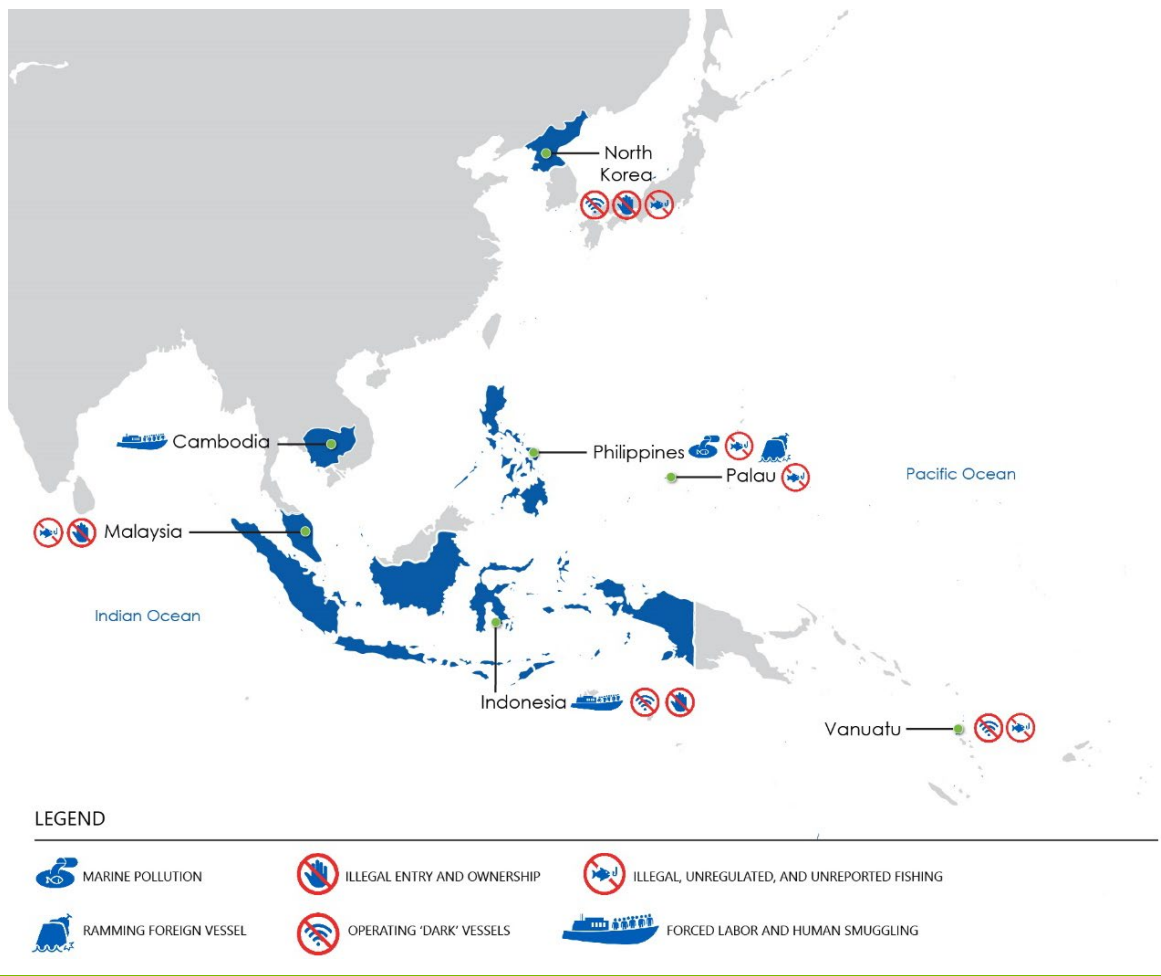 North
Korea
Cambodia
Philippines
Palau
Pacific Ocean
Malaysia
Indian Ocean
Indonesia
Vanuatu
LEGEND
MARINE POLLUTION
ILLEGAL ENTRY AND OWNERSHIP
ILLEGAL, UNREGULATED, AND UNREPORTED FISHING
RAMMING FOREIGN VESSEL
OPERATING ‘DARK’ VESSELS
FORCED LABOR AND HUMAN SMUGGLING